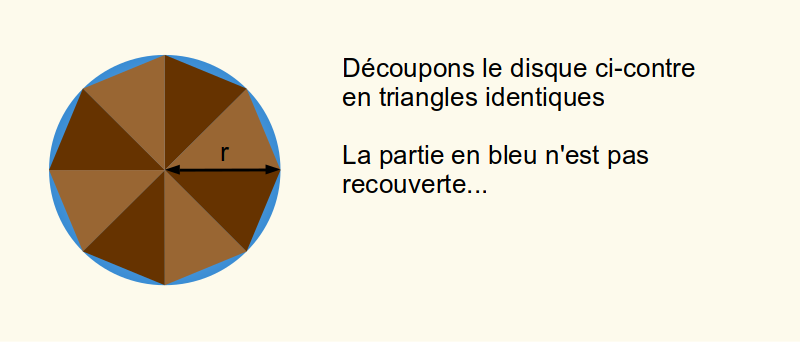 Découpons le disque ci-contre
en triangles identiques
r
La partie en bleu n'est pas
recouverte...